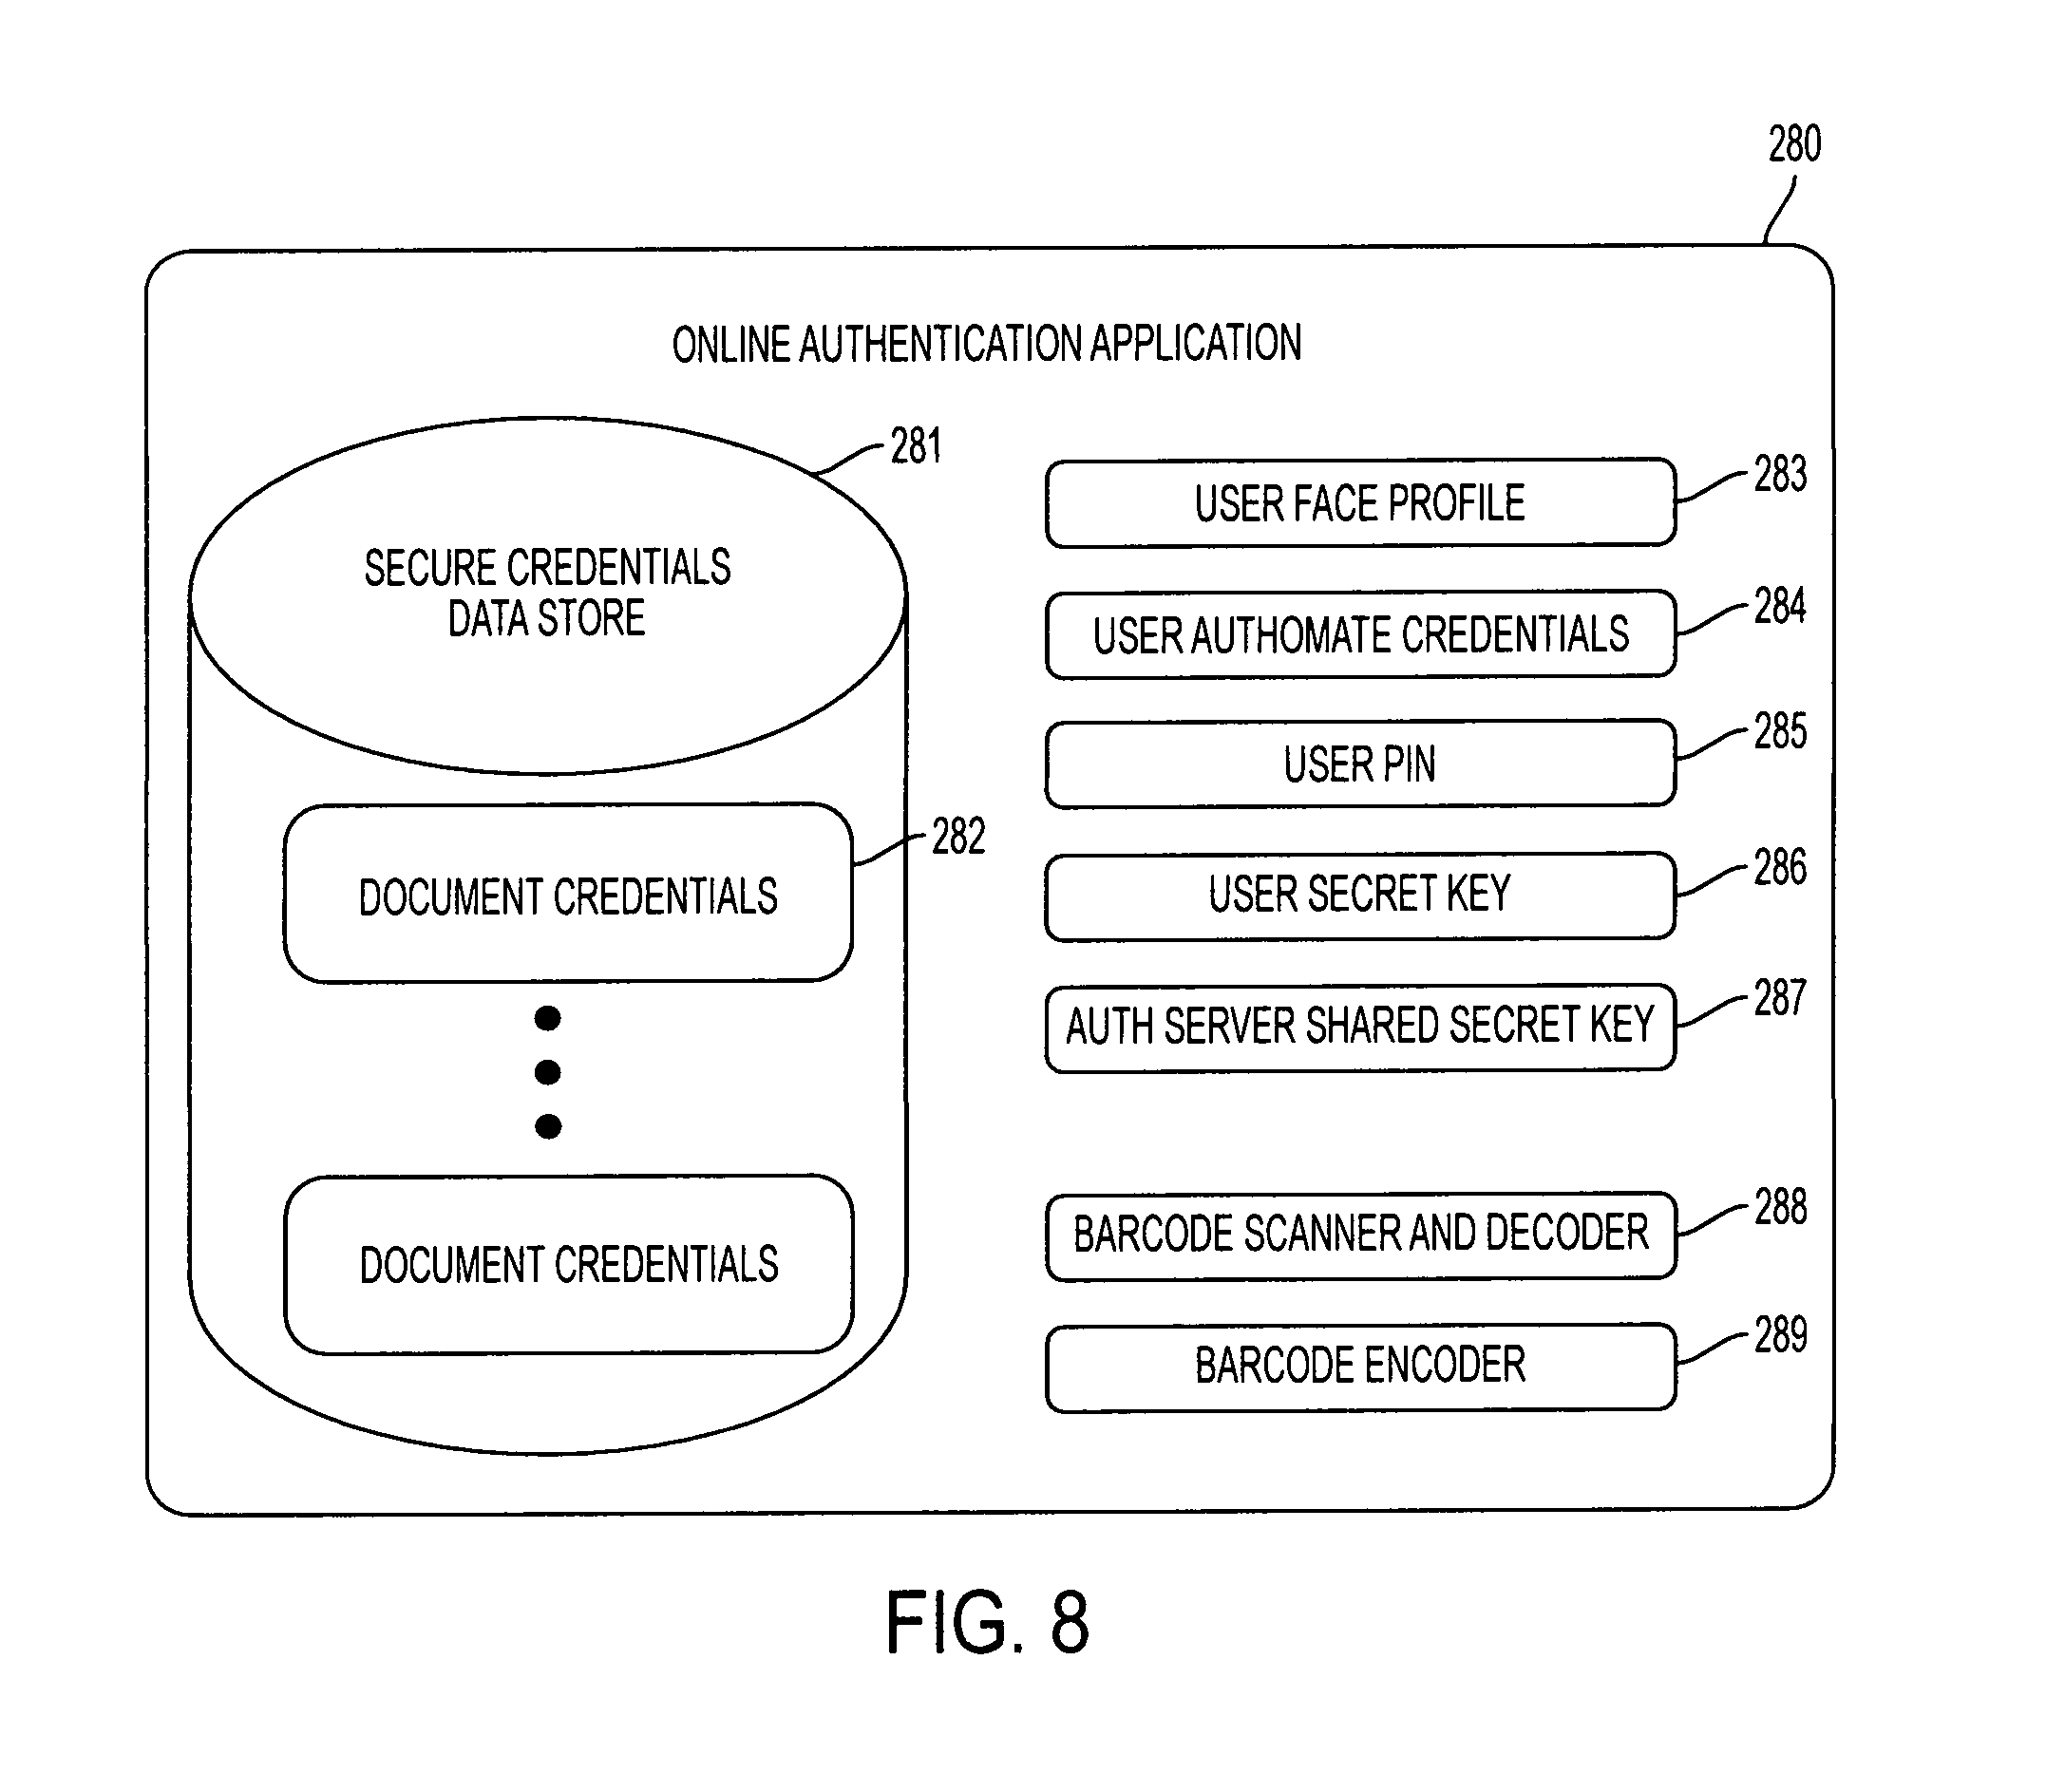 280
ONLINE AUTHENTICATION APPLICATION
281
SECURE CREDENTIALS
DATA STORE
282
DOCUMENT CREDENTIALS
DOCUMENT CREDENTIALS
283
USER FACE PROFILE
284
USER AUTHOMATE CREDENTIALS
285
USER PIN
286
USER SECRET KEY
287
AUTH SERVER SHARED SECRET KEY
288
BARCODE SCANNER AND DECODER
289
BARCODE ENCODER
FIG. 8